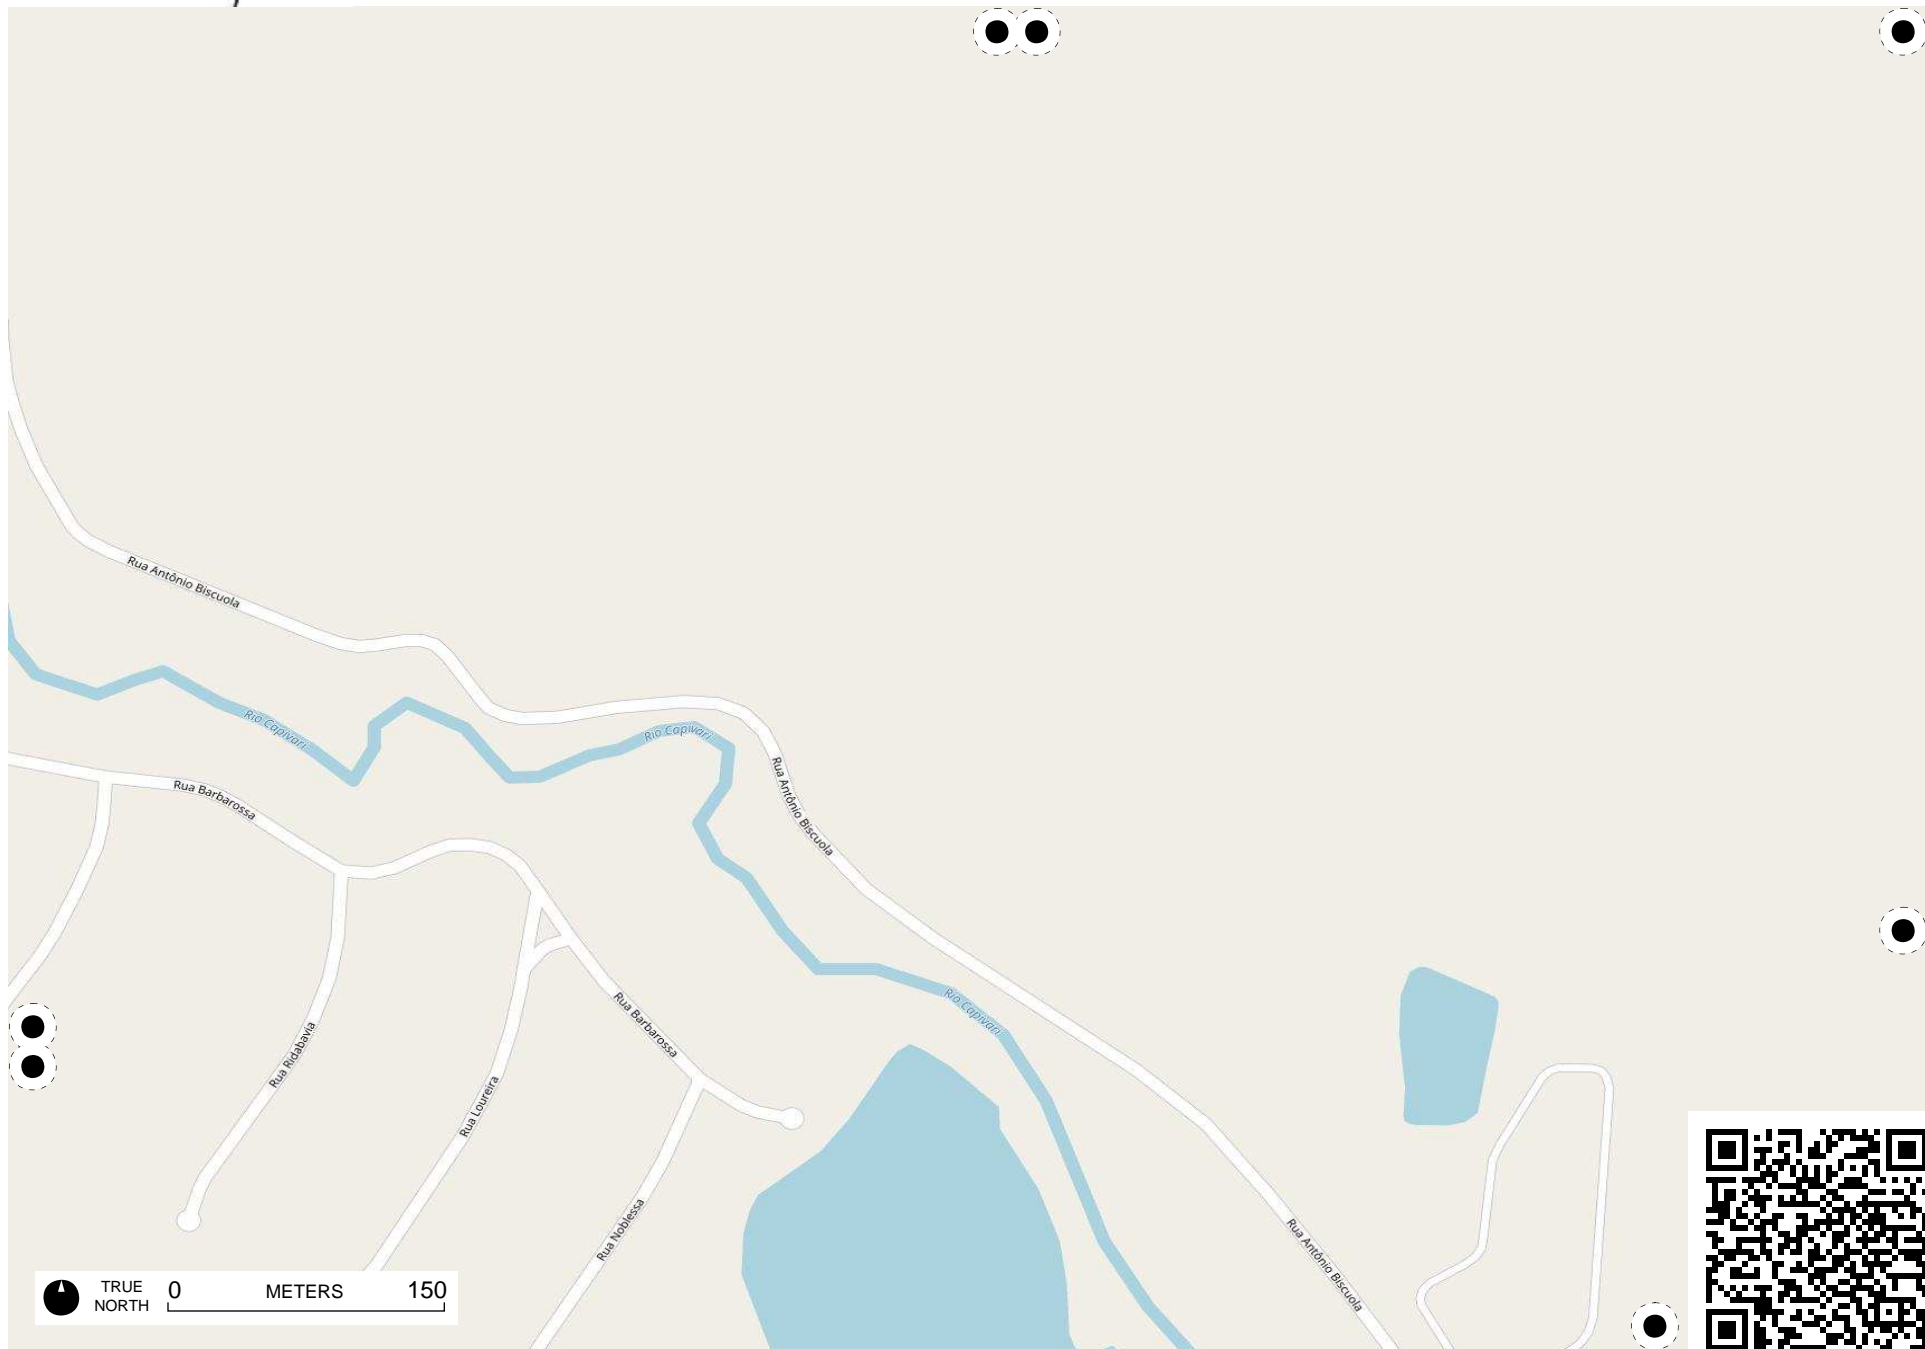 Rua Antônio Biscuola
Rio Capivari
Rio Capivari
Rua Antônio Biscuola
Rua Barbarossa
Rio Capivari
Rua Barbarossa
Rua Ridabavia
Rua Loureira
Rua Noblessa
Rua Antônio Biscuola
TRUE NORTH
0 METERS 150